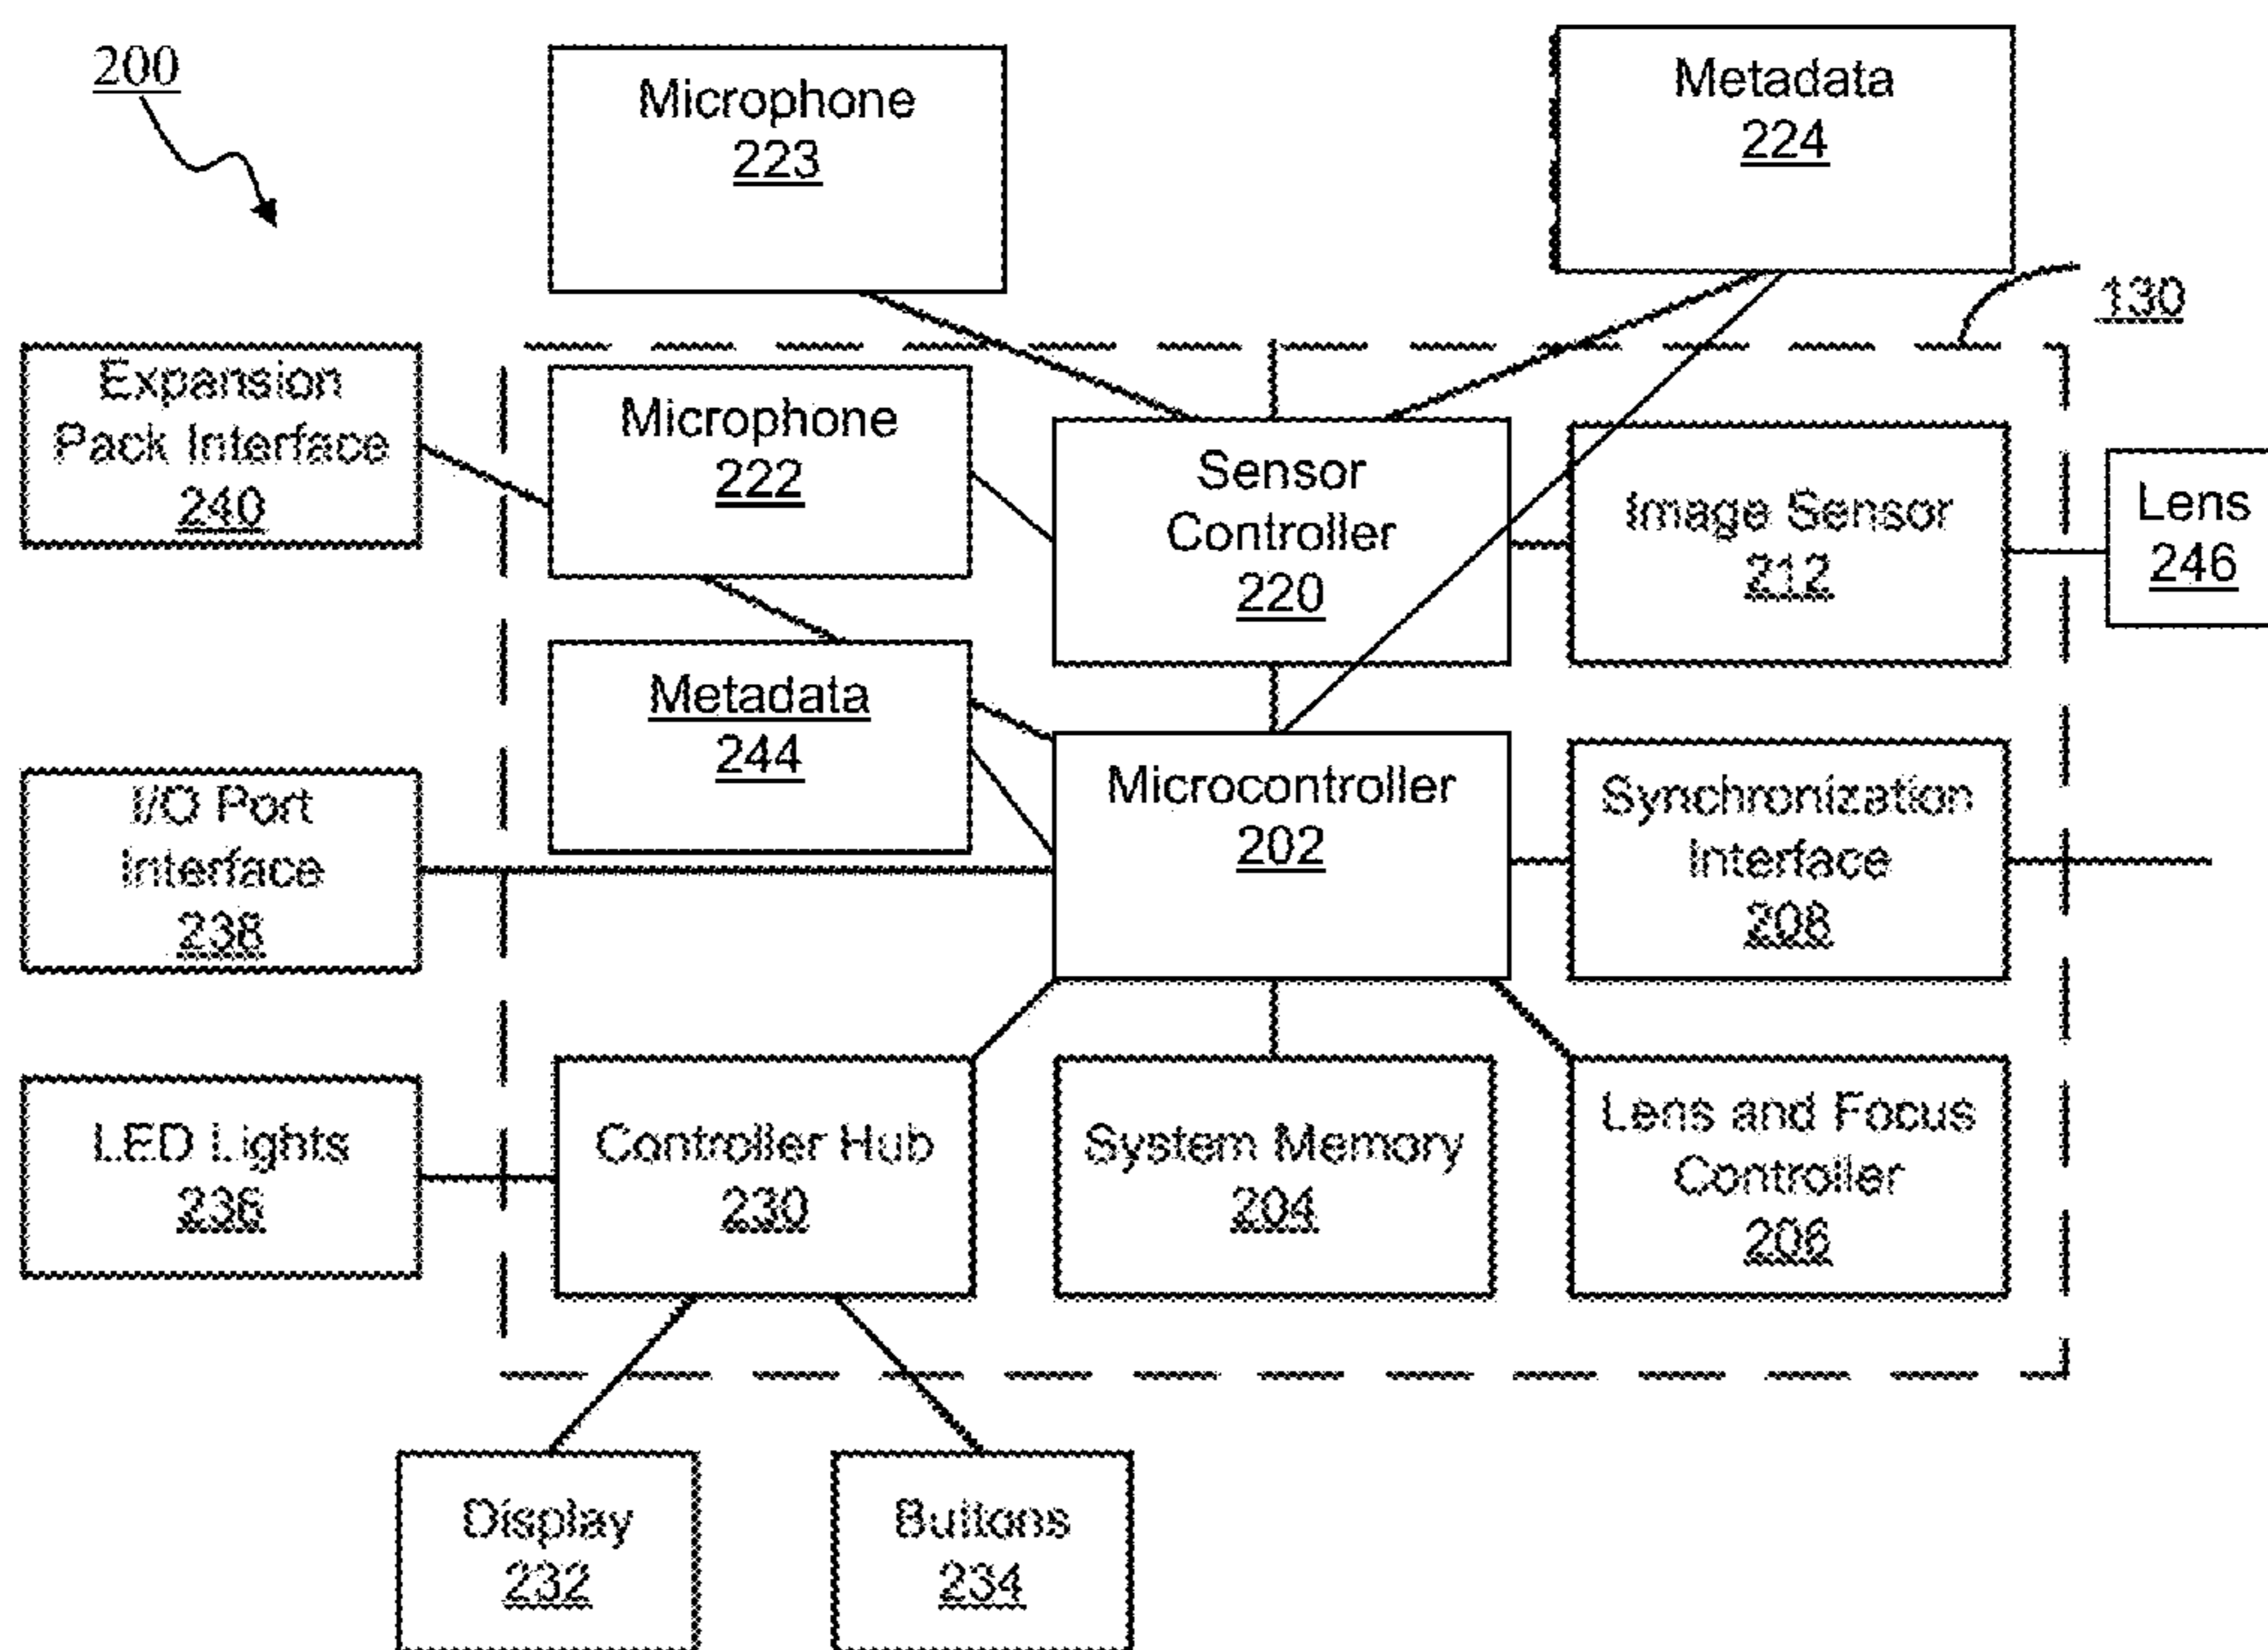 200
Microphone
223
Metadata
224
130
Expansion
Pack Interface
240
Microphone
222
Sensor
Controller
220
Image Sensor
212
Lens
246
Metadata
244
I/O Port
Interface
238
Microcontroller
202
Synchronization
Interface
208
LED Lights
236
Controller Hub
230
System Memory
204
Lens and Focus
Controller
206
Display
232
Buttons
234